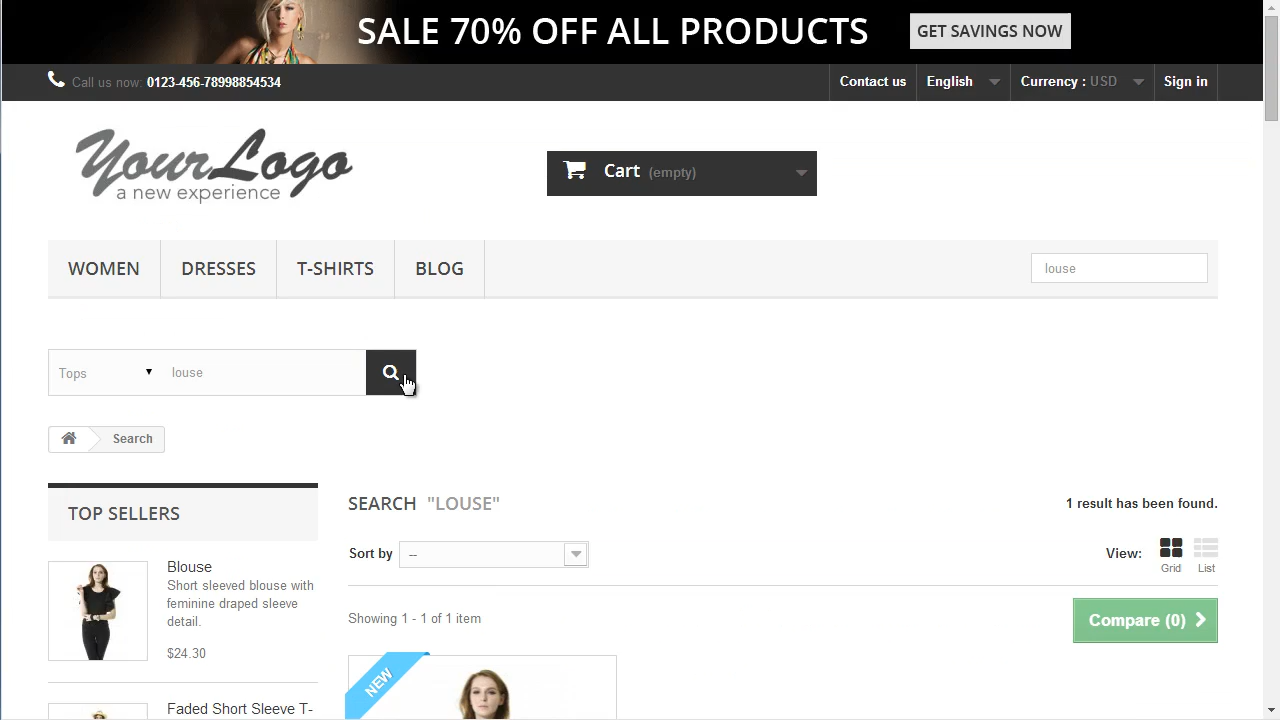 SALE 70% OFF ALL PRODUCTS GET SAVINGS NOW
Call us now: 0123-456-78998854534 Contact us English Currency : USD Sign in
YourLogo
a new experience
Cart (empty)
WOMEN DRESSES T-SHIRTS BLOG louse
Tops louse
Search
TOP SELLERS
Blouse
Short sleeved blouse with
feminine draped sleeve
detail.
$24.30
Faded Short Sleeve T-
SEARCH "LOUSE" 1 result has been found.
Sort by -- View: Grid List
Showing 1 - 1 of 1 item Compare (0)
NEW